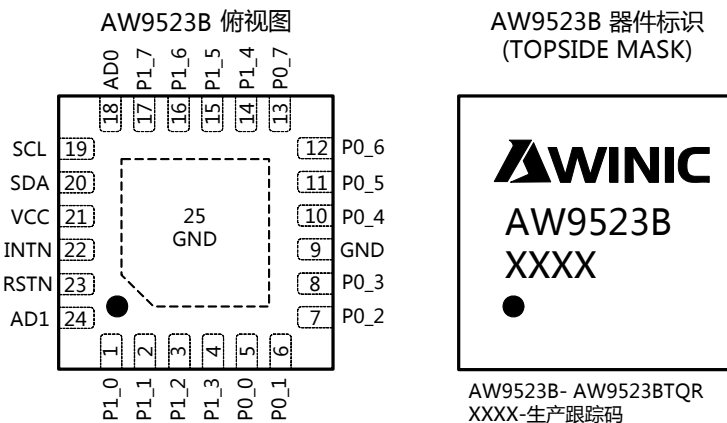 AW9523B 俯视图
AD0
P1_7
P1_6
P1_5
P1_4
P0_7
18
17
16
15
14
13
SCL 19
SDA 20
VCC 21
INTN 22
RSTN 23
AD1 24
25
GND
12 P0_6
11 P0_5
10 P0_4
9 GND
8 P0_3
7 P0_2
1
2
3
4
5
6
P1_0
P1_1
P1_2
P1_3
P0_0
P0_1
AW9523B 器件标识
(TOPSIDE MASK)
AWINIC
AW9523B
XXXX
AW9523B- AW9523BTQR
XXXX-生产跟踪码